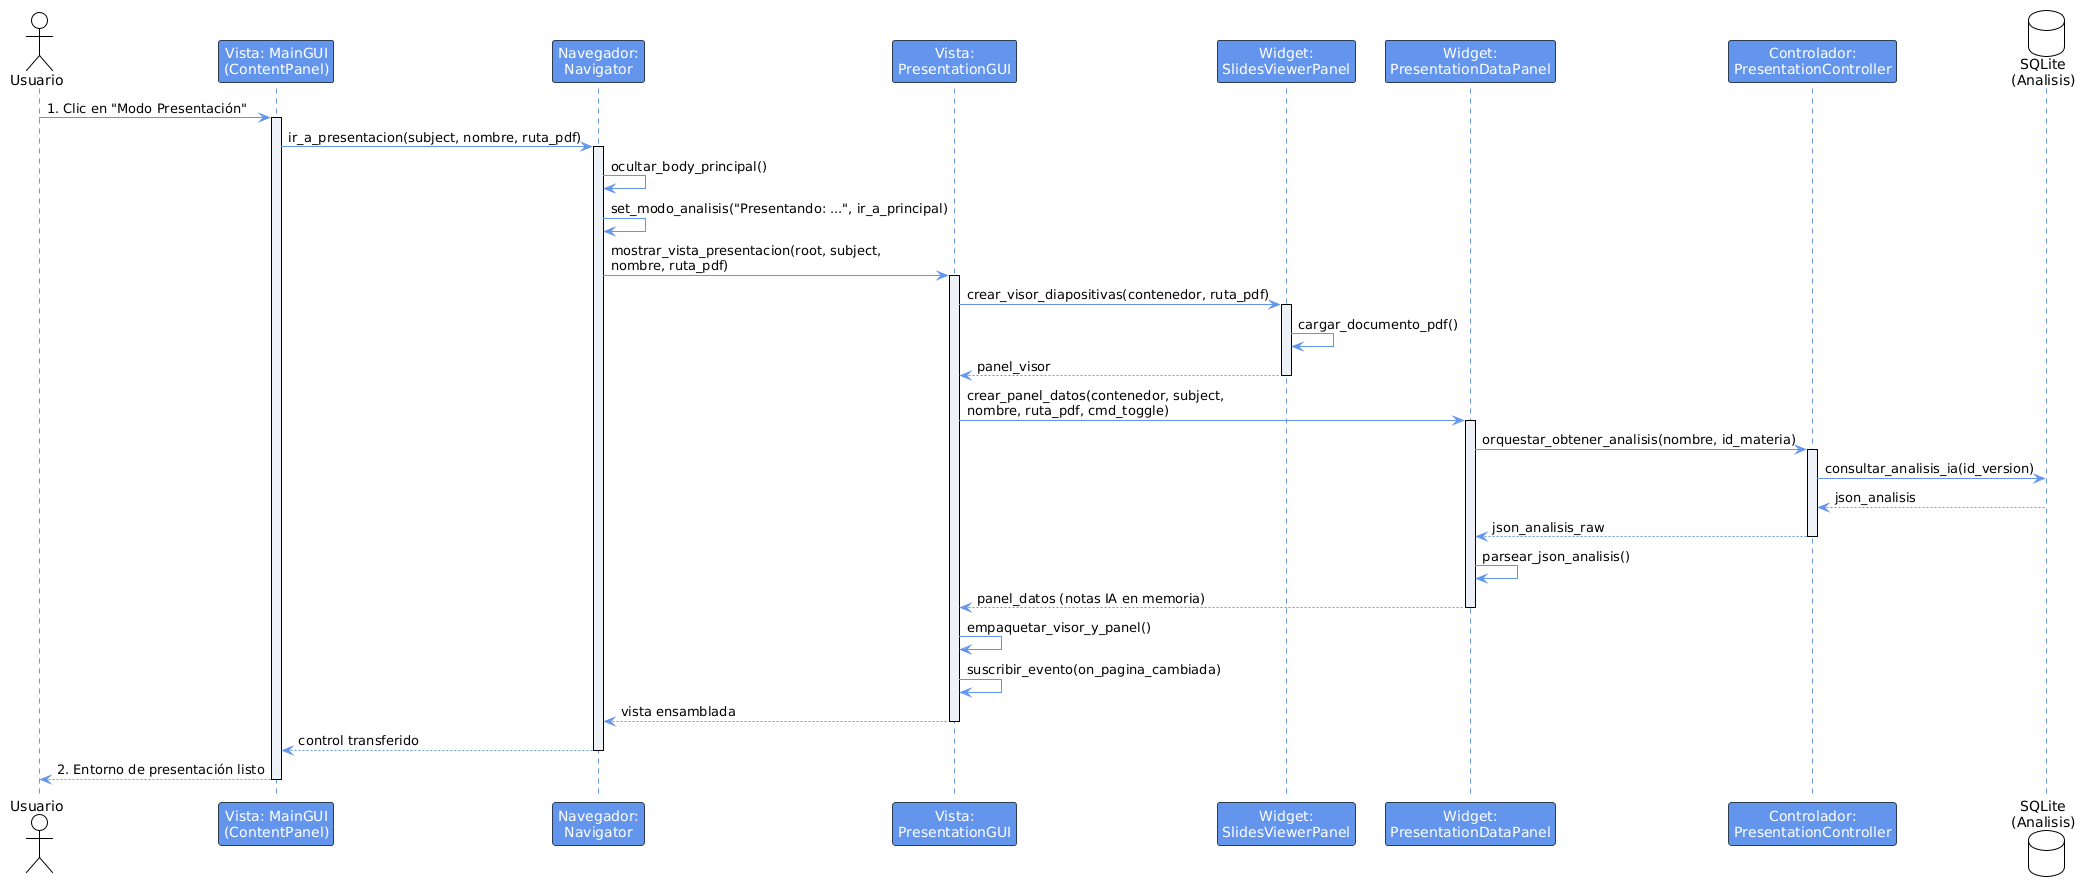 Usuario
Vista: MainGUI
(ContentPanel)
Navegador:
Navigator
Vista:
PresentationGUI
Widget:
SlidesViewerPanel
Widget:
PresentationDataPanel
Controlador:
PresentationController
SQLite
(Analisis)
1. Clic en "Modo Presentación"
ir_a_presentacion(subject, nombre, ruta_pdf)
ocultar_body_principal()
set_modo_analisis("Presentando: ...", ir_a_principal)
mostrar_vista_presentacion(root, subject,
nombre, ruta_pdf)
crear_visor_diapositivas(contenedor, ruta_pdf)
cargar_documento_pdf()
panel_visor
crear_panel_datos(contenedor, subject,
nombre, ruta_pdf, cmd_toggle)
orquestar_obtener_analisis(nombre, id_materia)
consultar_analisis_ia(id_version)
json_analisis
json_analisis_raw
parsear_json_analisis()
panel_datos (notas IA en memoria)
empaquetar_visor_y_panel()
suscribir_evento(on_pagina_cambiada)
vista ensamblada
control transferido
2. Entorno de presentación listo
Usuario
Vista: MainGUI
(ContentPanel)
Navegador:
Navigator
Vista:
PresentationGUI
Widget:
SlidesViewerPanel
Widget:
PresentationDataPanel
Controlador:
PresentationController
SQLite
(Analisis)